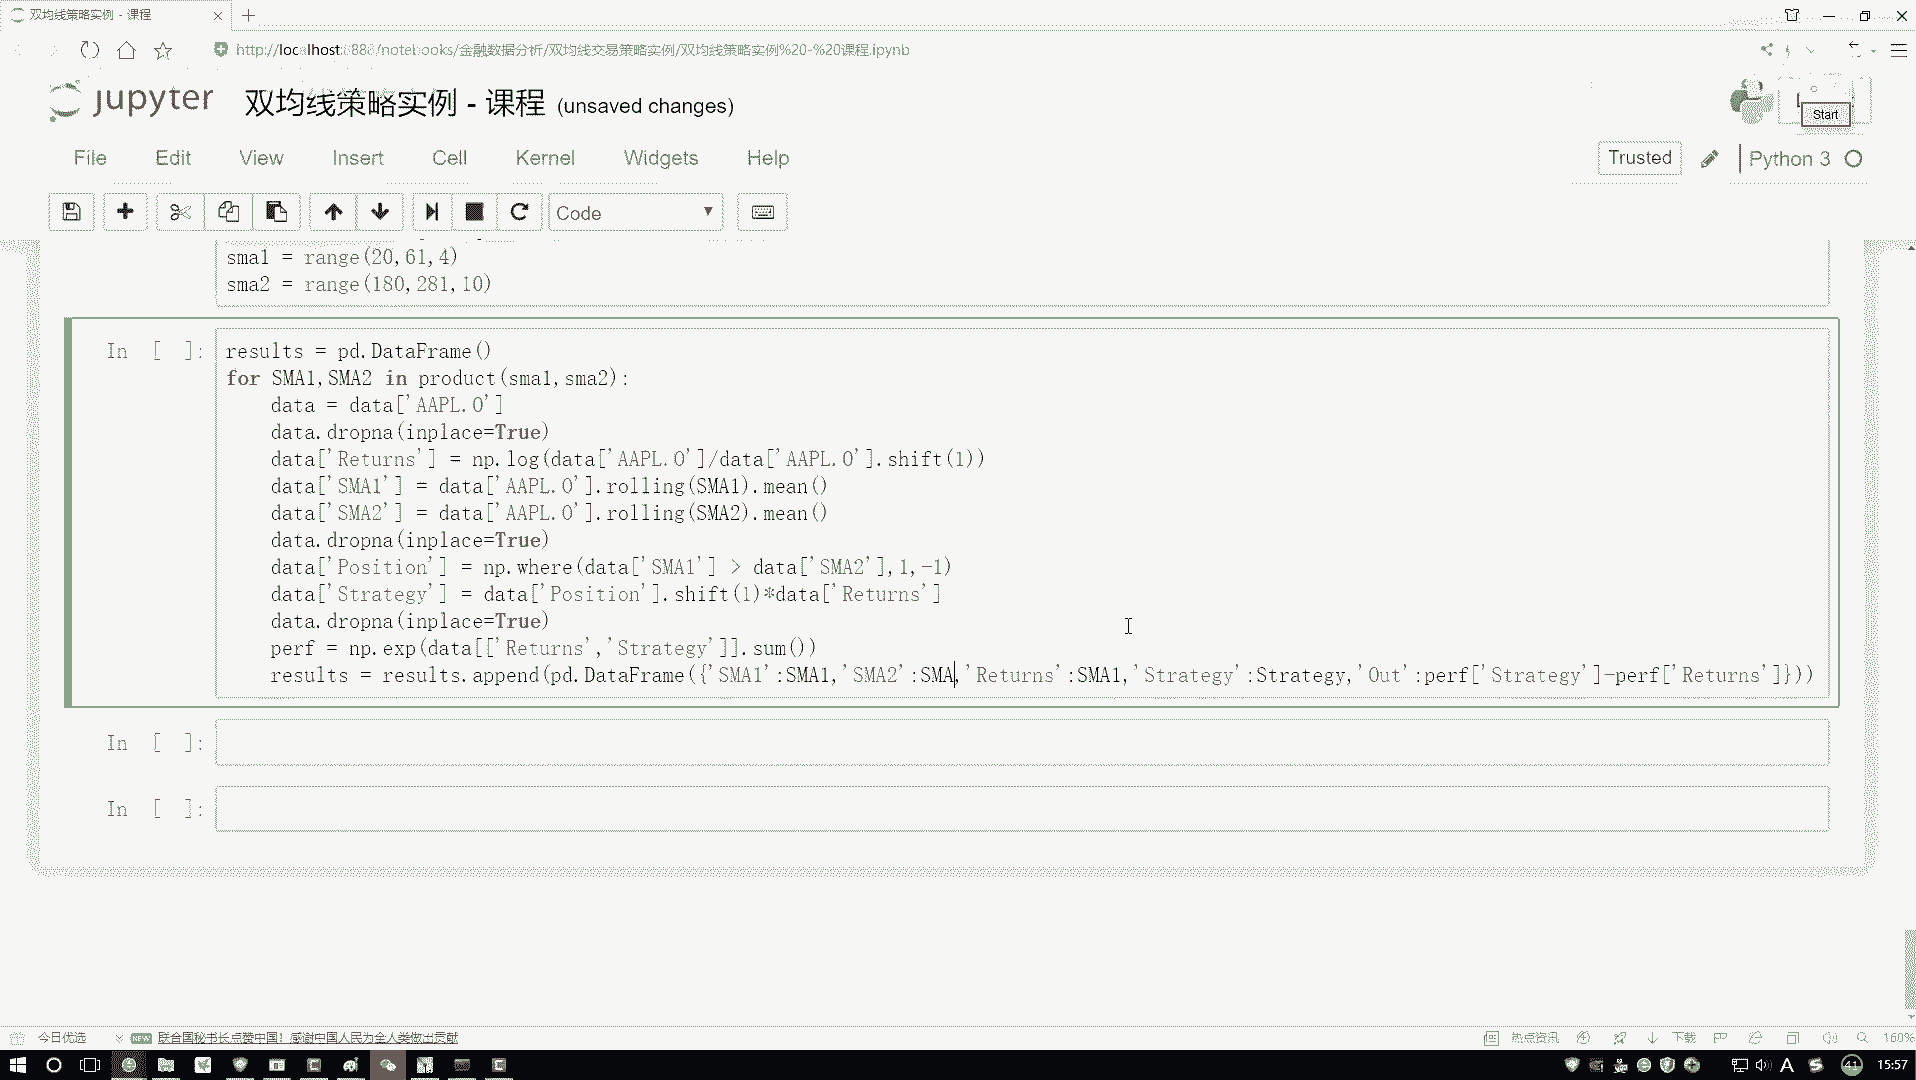 双均线策略实例 - 课程
http://localhost:888/notebooks/金融数据分析/双均线交易策略实例/双均线策略实例%20-%20课程.ipynb
jupyter 双均线策略实例 - 课程 (unsaved changes)
Start
File Edit View Insert Cell Kernel Widgets Help
Trusted Python 3
Code
sma1 = range(20,61,4)
sma2 = range(180,281,10)
In [ ]:
results = pd.DataFrame()
for SMA1,SMA2 in product(sma1,sma2):
    data = data['AAPL.O']
    data.dropna(inplace=True)
    data['Returns'] = np.log(data['AAPL.O']/data['AAPL.O'].shift(1))
    data['SMA1'] = data['AAPL.O'].rolling(SMA1).mean()
    data['SMA2'] = data['AAPL.O'].rolling(SMA2).mean()
    data.dropna(inplace=True)
    data['Position'] = np.where(data['SMA1'] > data['SMA2'],1,-1)
    data['Strategy'] = data['Position'].shift(1)*data['Returns']
    data.dropna(inplace=True)
    perf = np.exp(data[['Returns','Strategy']].sum())
    results = results.append(pd.DataFrame({'SMA1':SMA1,'SMA2':SMA,'Returns':SMA1,'Strategy':Strategy,'Out':perf['Strategy']-perf['Returns']}))
In [ ]:
In [ ]:
今日优选 NEW 联合国秘书长点赞中国！感谢中国人民为全人类做出贡献 热点资讯 下载 160%
A 41 15:57